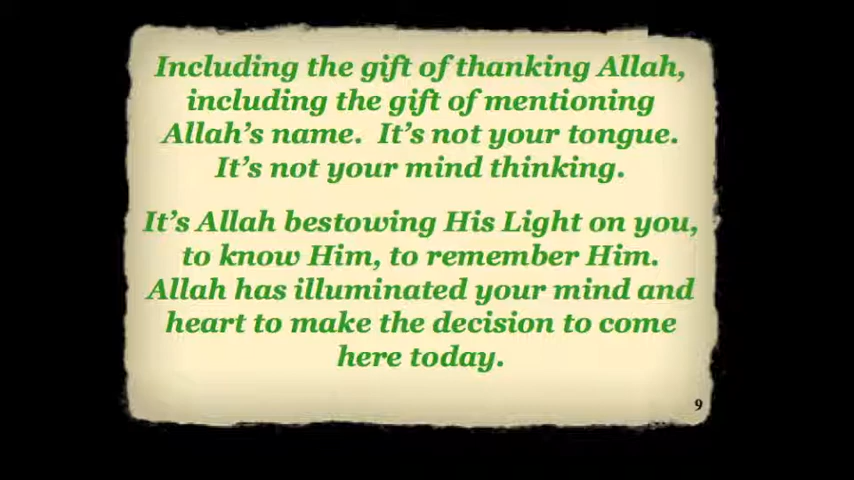 Including the gift of thanking Allah,
including the gift of mentioning
Allah's name.  It's not your tongue.
It's not your mind thinking.
It's Allah bestowing His Light on you,
to know Him, to remember Him.
Allah has illuminated your mind and
heart to make the decision to come
here today.
9